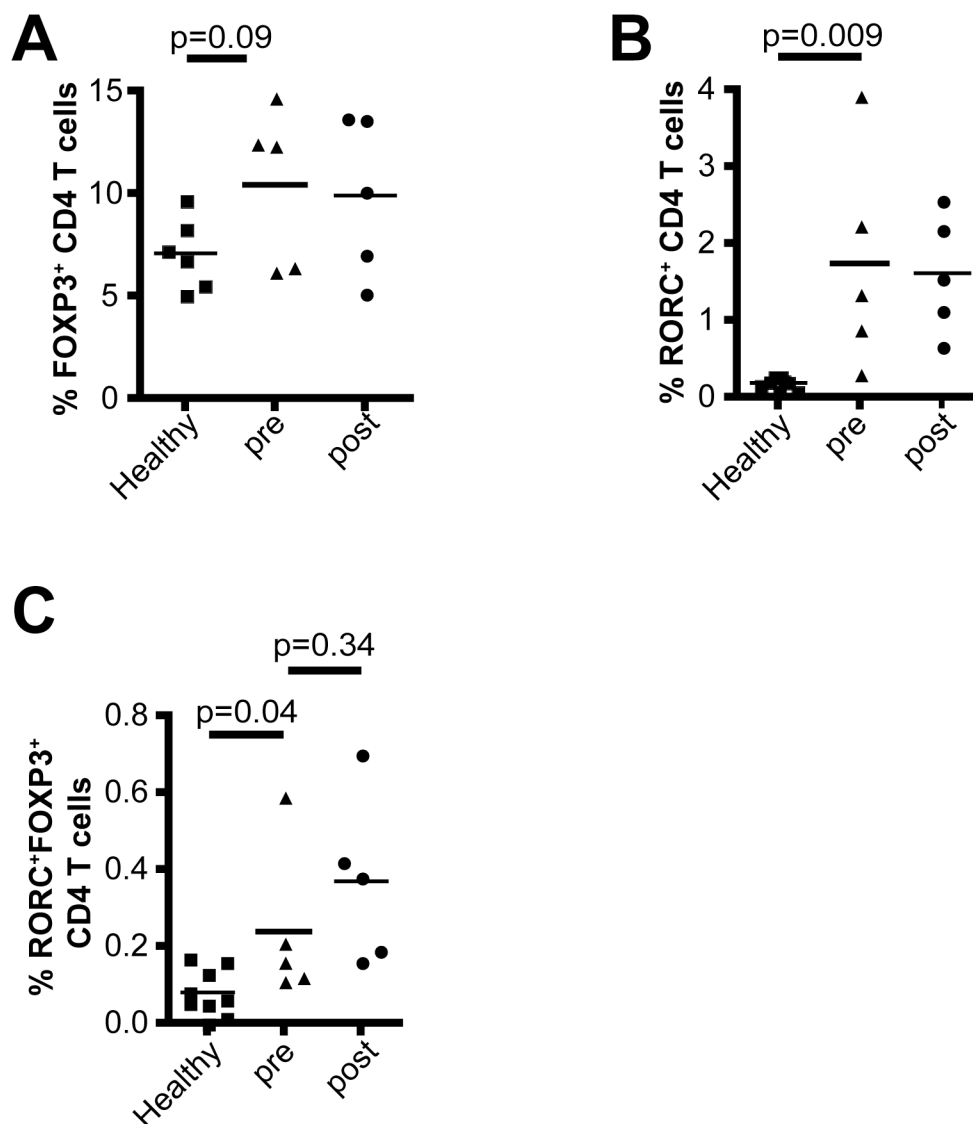 A
p=0.09
% FOXP3⁺ CD4 T cells
15
10
5
0
Healthy
pre
post
B
p=0.009
% RORC⁺ CD4 T cells
4
3
2
1
0
Healthy
pre
post
C
p=0.34
p=0.04
% RORC⁺FOXP3⁺
CD4 T cells
0.8
0.6
0.4
0.2
0.0
Healthy
pre
post